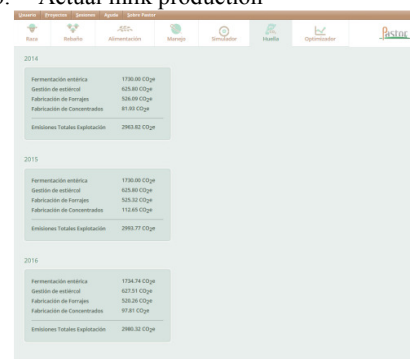 Actual milk production
Usuario Proyectos Sesiones Ayuda Sobre Pastor
Raza Rebaño Alimentación Manejo Simulador Huella Optimizador PASTOR
2014
Fermentación entérica 1730.00 CO2e
Gestión de estiércol 625.80 CO2e
Fabricación de Forrajes 526.09 CO2e
Fabricación de Concentrados 81.93 CO2e
Emisiones Totales Explotación 2963.82 CO2e
2015
Fermentación entérica 1730.00 CO2e
Gestión de estiércol 625.80 CO2e
Fabricación de Forrajes 525.32 CO2e
Fabricación de Concentrados 112.65 CO2e
Emisiones Totales Explotación 2993.77 CO2e
2016
Fermentación entérica 1734.74 CO2e
Gestión de estiércol 627.51 CO2e
Fabricación de Forrajes 520.26 CO2e
Fabricación de Concentrados 97.81 CO2e
Emisiones Totales Explotación 2980.32 CO2e